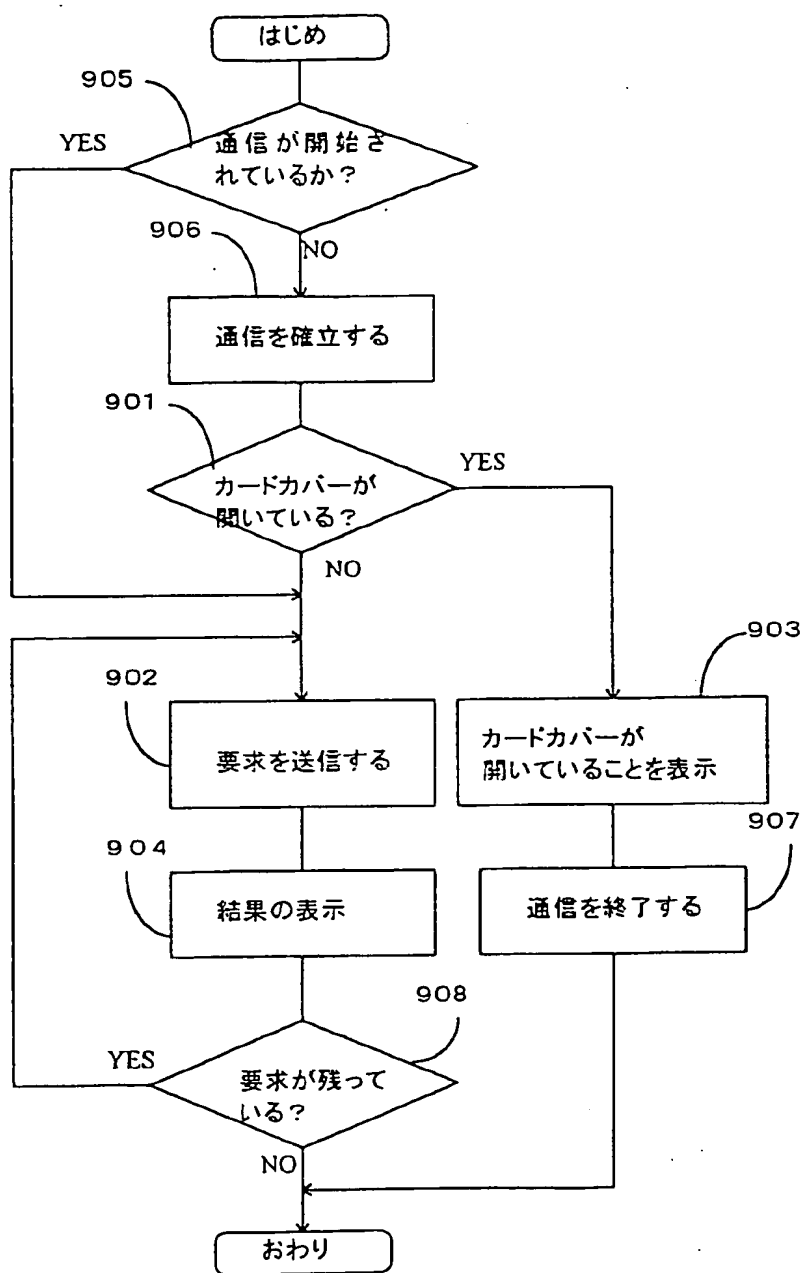 はじめ
905
YES
通信が開始さ
れているか？
906
NO
通信を確立する
901
YES
カードカバーが
開いている？
NO
903
902
カードカバーが
開いていることを表示
要求を送信する
907
904
結果の表示
通信を終了する
908
YES
要求が残って
いる？
NO
おわり